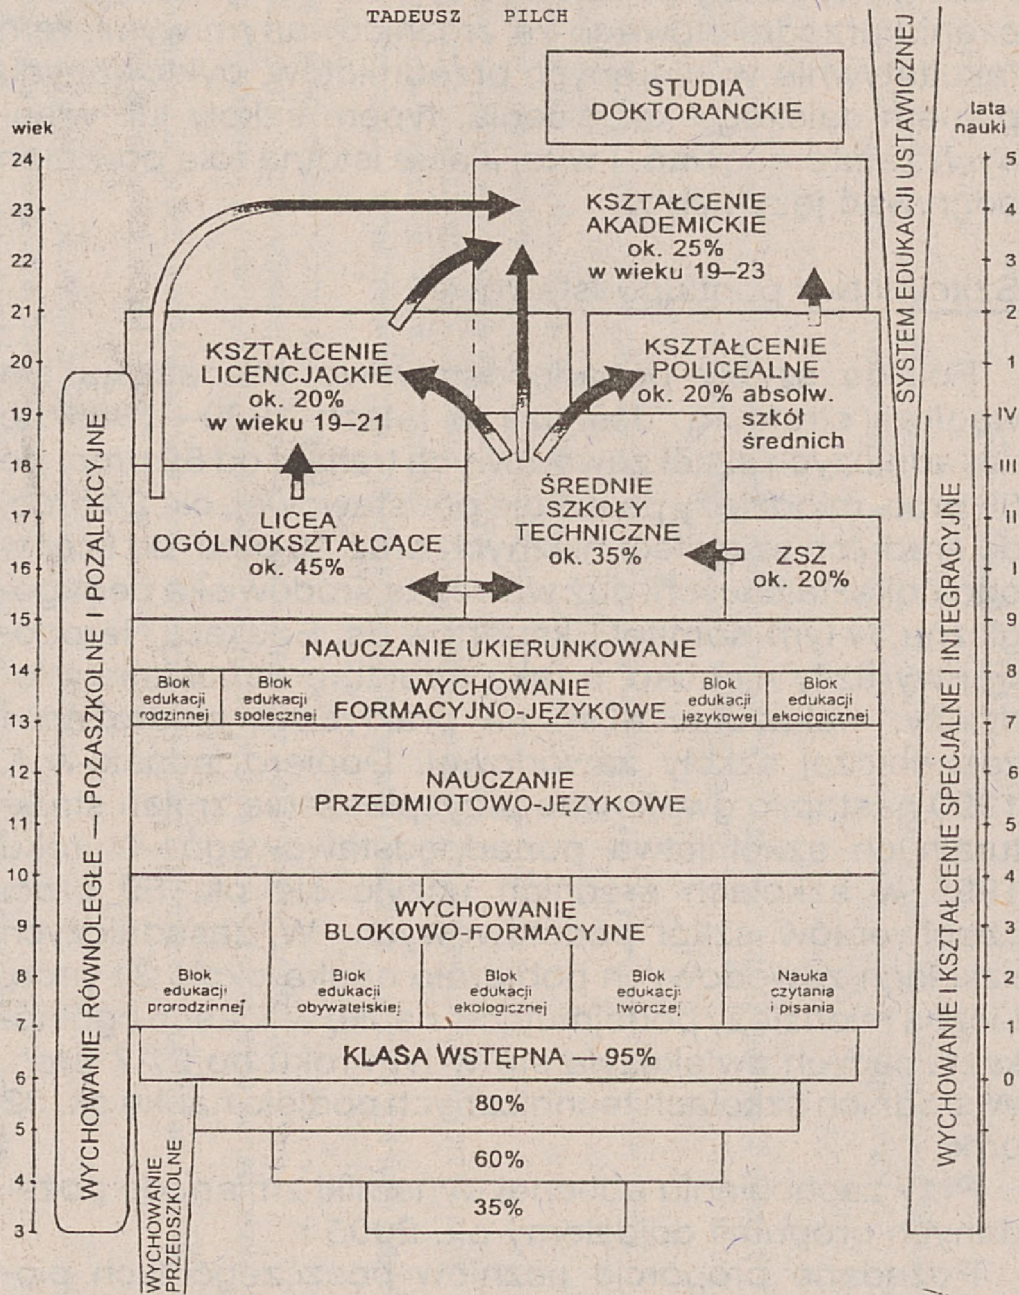 TADEUSZ PILCH
STUDIA
DOKTORANCKIE
wiek
lata
nauki
24
23
22
21
20
19
18
17
16
15
14
13
12
11
10
9
8
7
6
5
4
3
5
4
3
2
1
IV
III
II
I
9
8
7
6
5
4
3
2
1
0
SYSTEM EDUKACJI USTAWICZNEJ
WYCHOWANIE RÓWNOLEGŁE — POZASZKOLNE I POZALEKCYJNE
WYCHOWANIE I KSZTAŁCENIE SPECJALNE I INTEGRACYJNE
KSZTAŁCENIE
AKADEMICKIE
ok. 25%
w wieku 19–23
KSZTAŁCENIE
LICENCJACKIE
ok. 20%
w wieku 19–21
KSZTAŁCENIE
POLICEALNE
ok. 20% absolw.
szkół
średnich
LICEA
OGÓLNOKSZTAŁCĄCE
ok. 45%
ŚREDNIE
SZKOŁY
TECHNICZNE
ok. 35%
ZSZ
ok. 20%
NAUCZANIE UKIERUNKOWANE
Blok
edukacji
rodzinnej
Blok
edukacji
społecznej
WYCHOWANIE
FORMACYJNO-JĘZYKOWE
Blok
edukacji
językowej
Blok
edukacji
ekologicznej
NAUCZANIE
PRZEDMIOTOWO-JĘZYKOWE
WYCHOWANIE
BLOKOWO-FORMACYJNE
Blok
edukacji
prorodzinnej
Blok
edukacji
obywatelskiej
Blok
edukacji
ekologicznej
Blok
edukacji
twórczej
Nauka
czytania
i pisania
KLASA WSTĘPNA — 95%
80%
60%
35%
WYCHOWANIE
PRZEDSZKOLNE